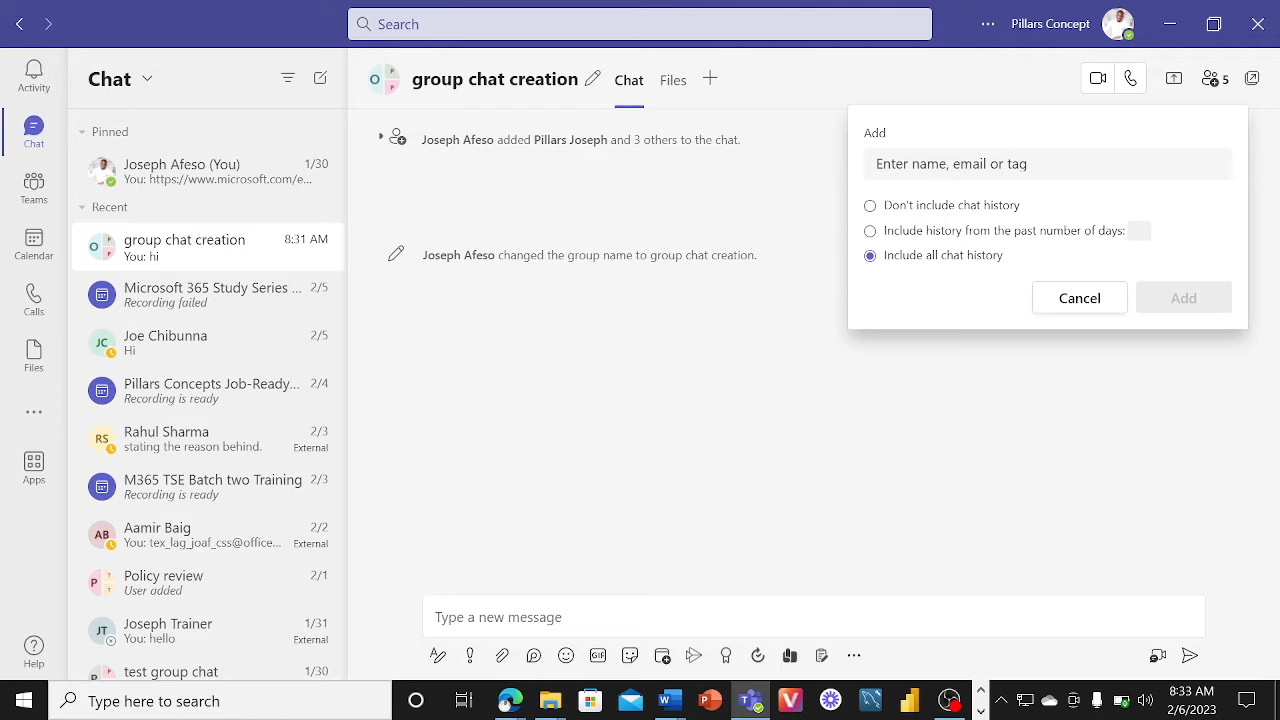 Search
Pillars Concept
Activity
Chat
Teams
Calendar
Calls
Files
Apps
Help
Chat
Pinned
Joseph Afeso (You) 1/30
You: https://www.microsoft.com/e...
Recent
group chat creation 8:31 AM
You: hi
Microsoft 365 Study Series ... 2/5
Recording failed
JC Joe Chibunna 2/5
Hi
Pillars Concepts Job-Ready... 2/4
Recording is ready
RS Rahul Sharma 2/3
stating the reason behind. External
M365 TSE Batch two Training 2/3
Recording is ready
AB Aamir Baig 2/2
You: tex_lag_joaf_css@office... External
Policy review 2/1
User added
JT Joseph Trainer 1/31
You: hello External
test group chat 1/30
group chat creation Chat Files
5
Joseph Afeso added Pillars Joseph and 3 others to the chat.
Joseph Afeso changed the group name to group chat creation.
Add
Enter name, email or tag
Don't include chat history
Include history from the past number of days:
Include all chat history
Cancel Add
Type a new message
GIF
Type here to search
8:33 AM
2/6/2023